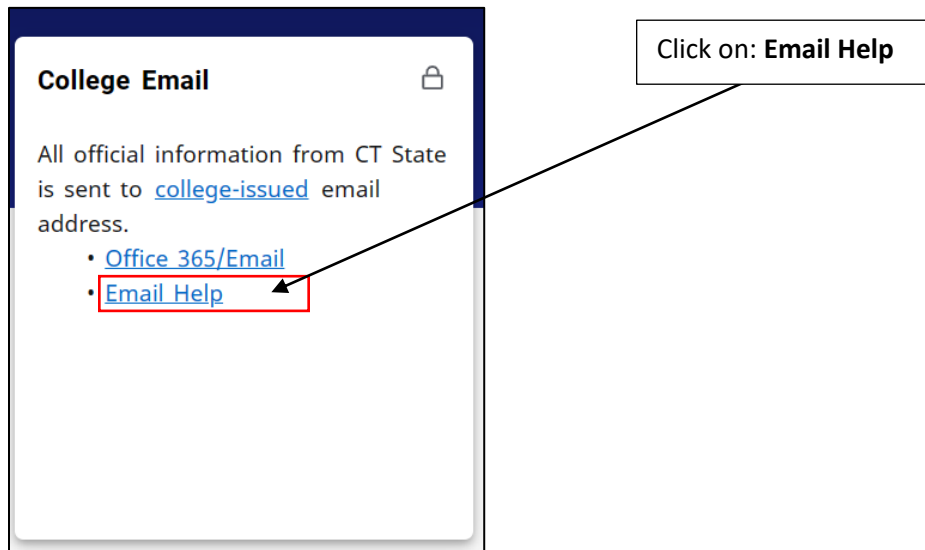 College Email
Click on: Email Help
All official information from CT State
is sent to college-issued email
address.
• Office 365/Email
• Email Help